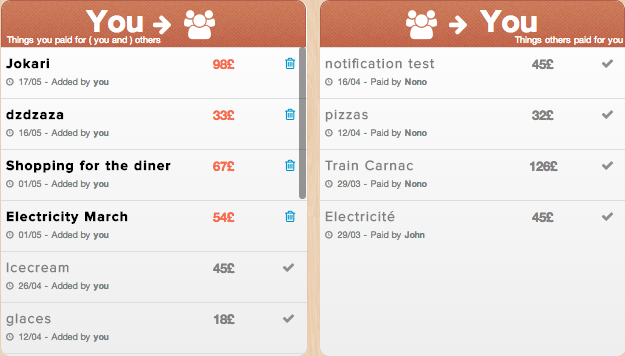 You
Things you paid for ( you and ) others
Jokari 98£
17/05 - Added by you
dzdzaza 33£
16/05 - Added by you
Shopping for the diner 67£
01/05 - Added by you
Electricity March 54£
01/05 - Added by you
Icecream 45£
26/04 - Added by you
glaces 18£
12/04 - Added by you
You
Things others paid for you
notification test 45£
16/04 - Paid by Nono
pizzas 32£
12/04 - Paid by Nono
Train Carnac 126£
29/03 - Paid by Nono
Electricité 45£
29/03 - Paid by John